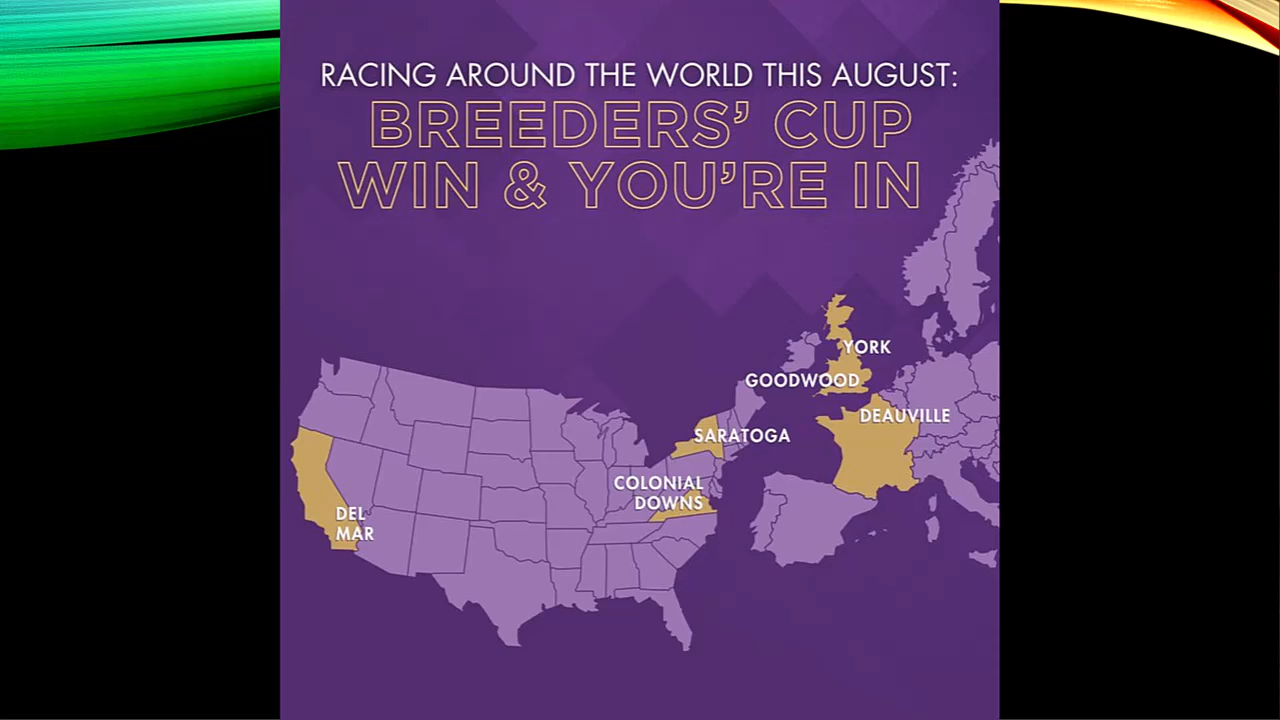 RACING AROUND THE WORLD THIS AUGUST:
BREEDERS' CUP
WIN & YOU'RE IN
YORK
GOODWOOD
DEAUVILLE
SARATOGA
COLONIAL
DOWNS
DEL
MAR